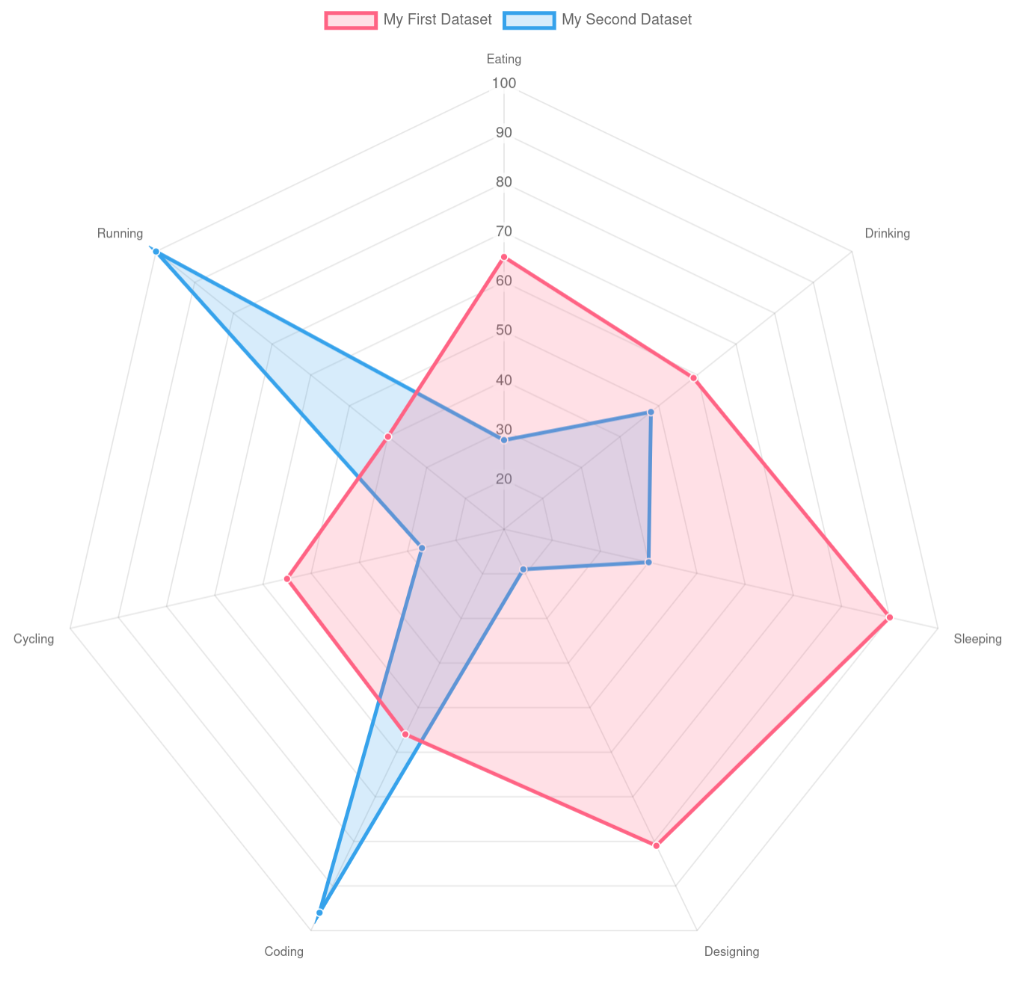 My First Dataset My Second Dataset
Eating
100
90
80
70
60
50
40
30
20
Running
Drinking
Cycling
Sleeping
Coding
Designing